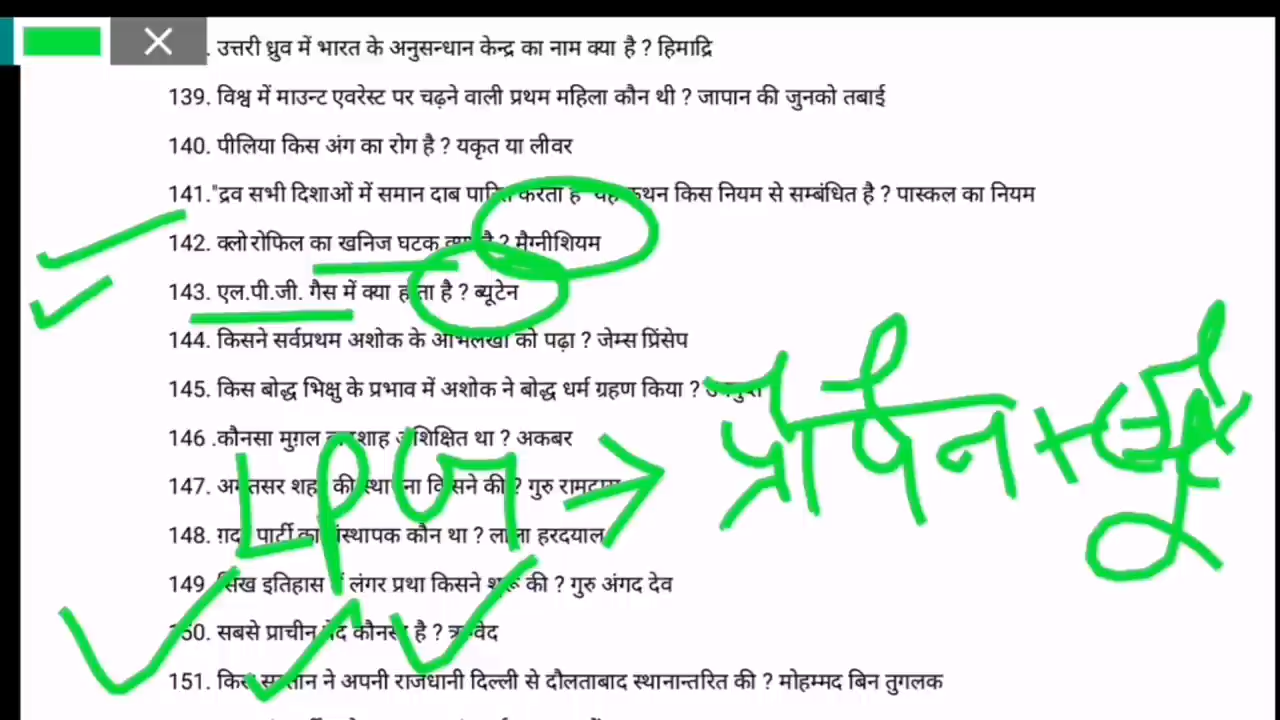 . उत्तरी ध्रुव में भारत के अनुसन्धान केन्द्र का नाम क्या है ? हिमाद्रि
139. विश्व में माउन्ट एवरेस्ट पर चढ़ने वाली प्रथम महिला कौन थी ? जापान की जुनको तबाई
140. पीलिया किस अंग का रोग है ? यकृत या लीवर
141."द्रव सभी दिशाओं में समान दाब पारित करता है" यह कथन किस नियम से सम्बंधित है ? पास्कल का नियम
142. क्लोरोफिल का खनिज घटक क्या है ? मैग्नीशियम
143. एल.पी.जी. गैस में क्या होता है ? ब्यूटेन
144. किसने सर्वप्रथम अशोक के अभिलेखों को पढ़ा ? जेम्स प्रिंसेप
145. किस बोद्ध भिक्षु के प्रभाव में अशोक ने बोद्ध धर्म ग्रहण किया ? उपगुप्त
146 .कौनसा मुग़ल बादशाह अशिक्षित था ? अकबर
LPG → प्रोपेन +
147. अमृतसर शहर की स्थापना किसने की ? गुरु रामदास
148. ग़दर पार्टी का संस्थापक कौन था ? लाला हरदयाल
149. सिख इतिहास में लंगर प्रथा किसने शुरू की ? गुरु अंगद देव
150. सबसे प्राचीन वेद कौनसा है ? ऋग्वेद
151. किस सुल्तान ने अपनी राजधानी दिल्ली से दौलताबाद स्थानान्तरित की ? मोहम्मद बिन तुगलक